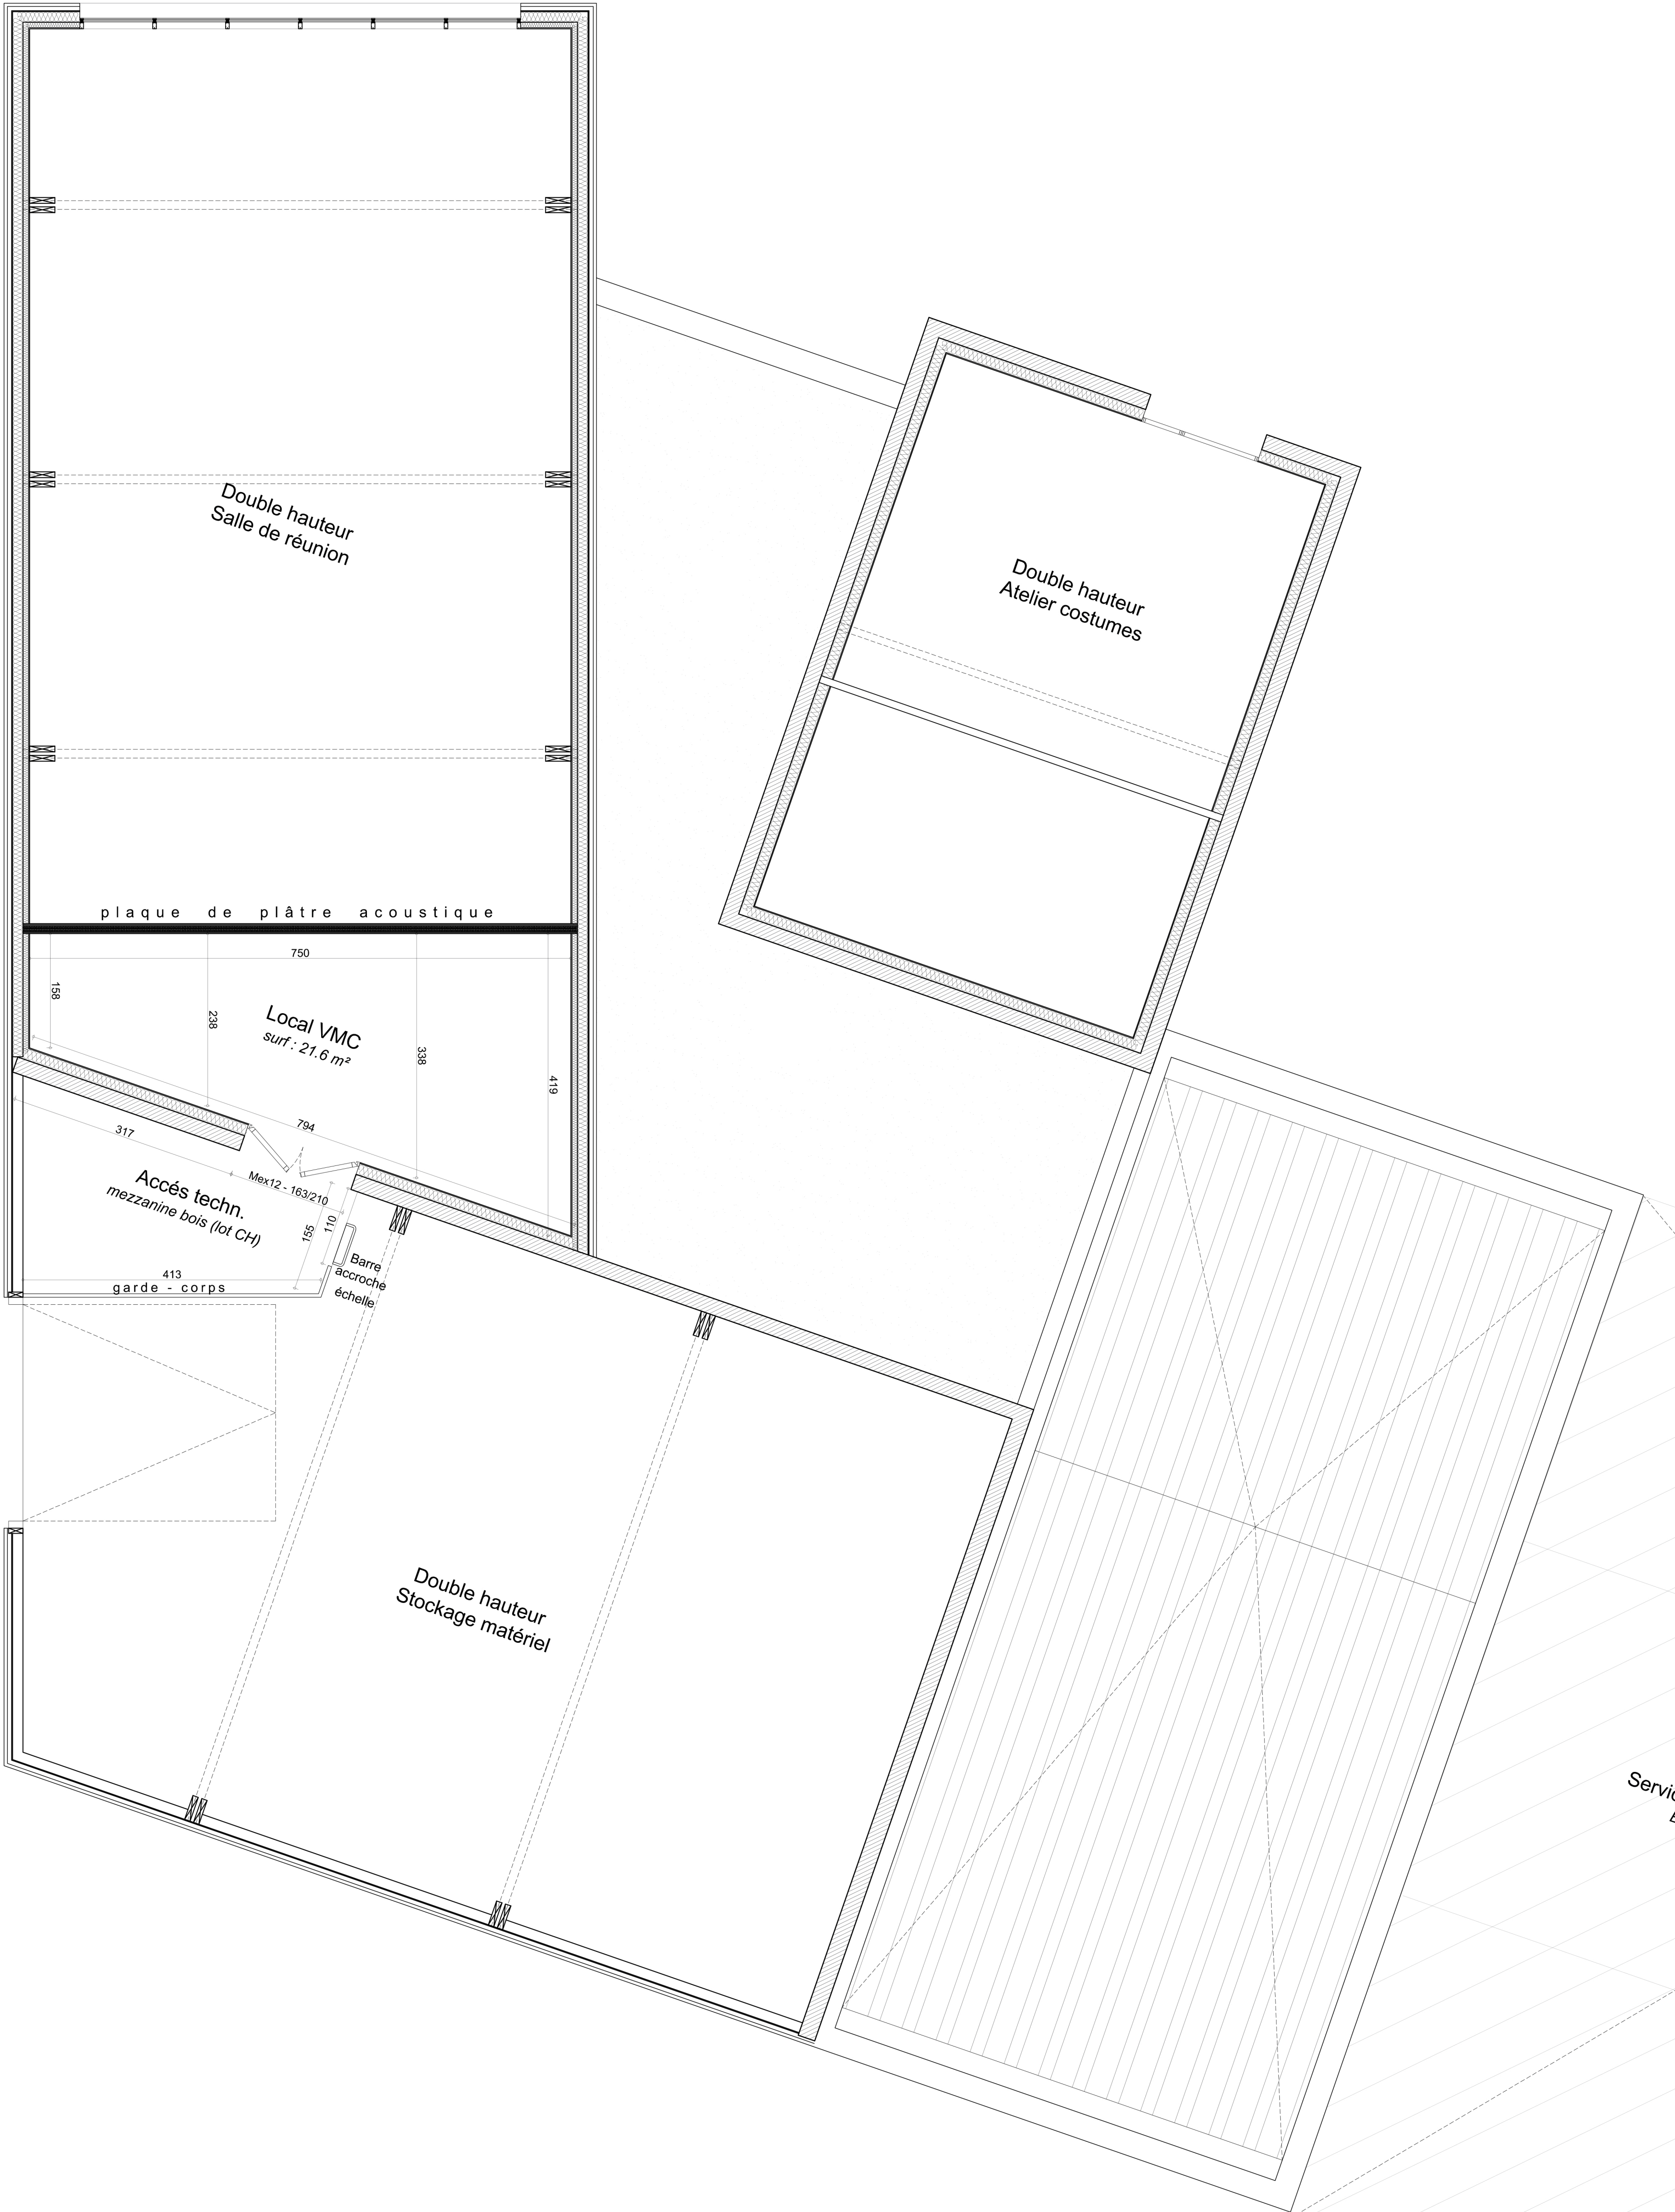 Double hauteur
Salle de réunion
Double hauteur
Atelier costumes
plaque de plâtre acoustique
750
158
238
338
419
Local VMC
surf : 21.6 m²
794
317
Mex12 - 163/210
Accés techn.
mezzanine bois (lot CH)
155
110
Barre
accroche
échelle
413
garde - corps
Double hauteur
Stockage matériel